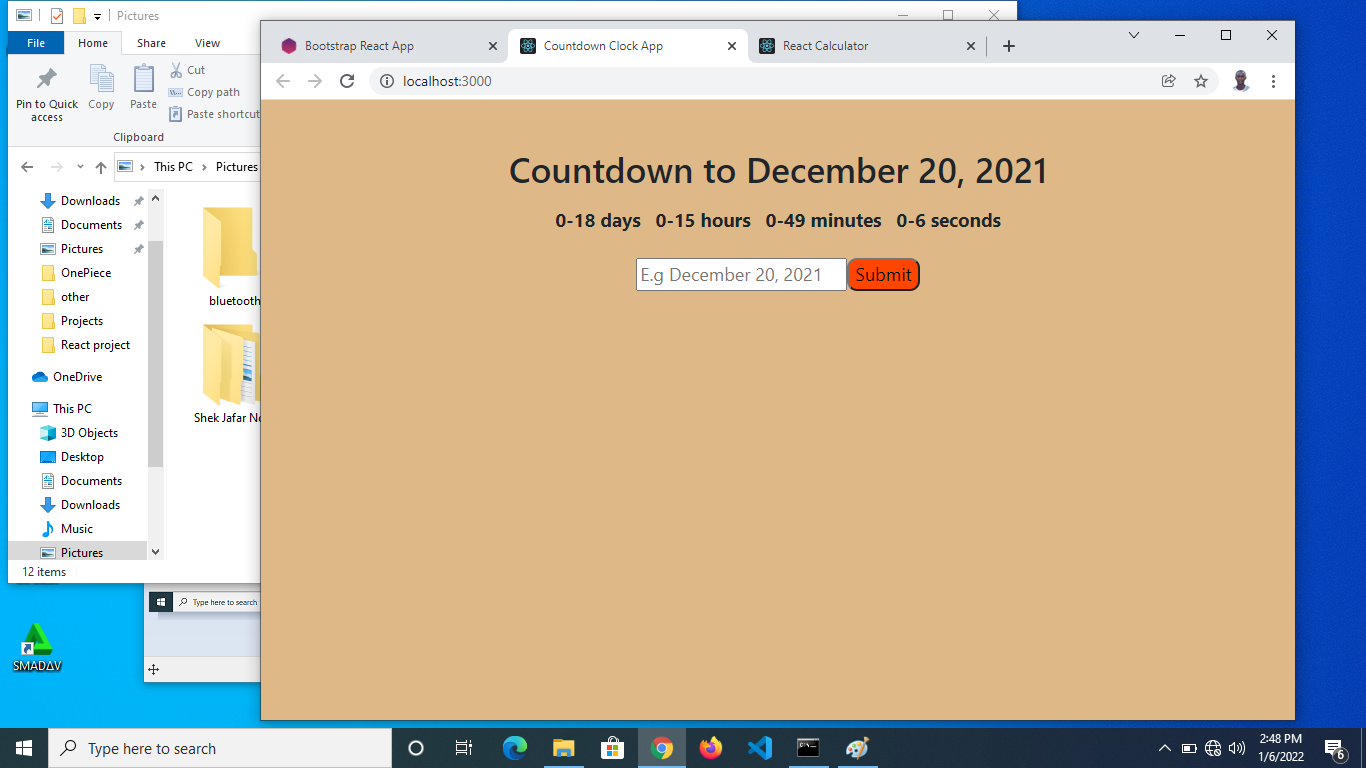 Pictures
File Home Share View
Pin to Quick access
Copy
Paste
Cut
Copy path
Paste shortcut
Clipboard
This PC Pictures
Downloads
Documents
Pictures
OnePiece
other
Projects
React project
OneDrive
This PC
3D Objects
Desktop
Documents
Downloads
Music
Pictures
12 items
bluetooth
Shek Jafar
Type here to search
SMADAV
Bootstrap React App
Countdown Clock App
React Calculator
localhost:3000
Countdown to December 20, 2021
0-18 days 0-15 hours 0-49 minutes 0-6 seconds
E.g December 20, 2021 Submit
Type here to search
2:48 PM
1/6/2022
6